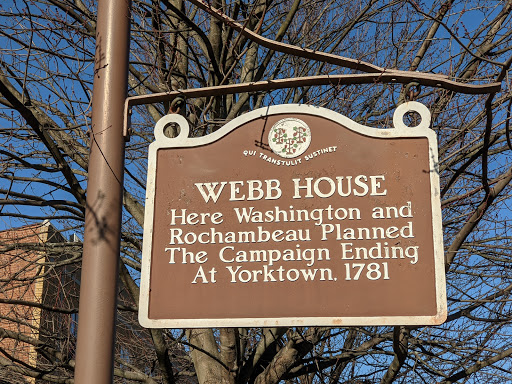 QUI TRANSTULIT SUSTINET
WEBB HOUSE
Here Washington and
Rochambeau Planned
The Campaign Ending
At Yorktown, 1781